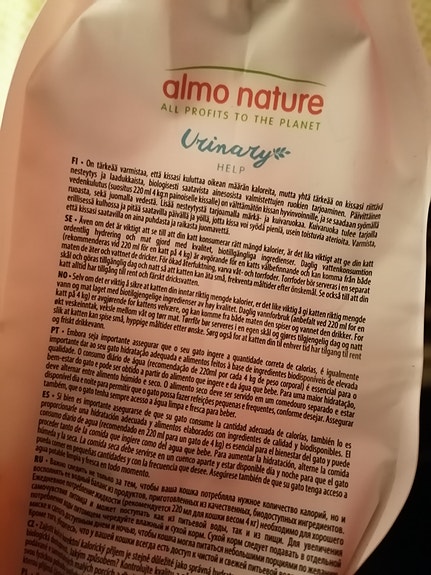 almo nature
ALL PROFITS TO THE PLANET
Urinary
HELP
FI • On tärkeää varmistaa, että kissasi kuluttaa oikean määrän kaloreita, mutta yhtä tärkeää on kissasi riittävä
nesteytys ja laadukkaista, biologisesti saatavista ainesosista valmistettujen ruokien tarjoaminen. Päivittäinen
vedenkulutus (suositus 220 ml 4 kg:n painoiselle kissalle) on välttämätön kissan hyvinvoinnille, ja se saadaan syömällä
ruoasta, sekä juomalla vedestä. Lisää nesteytystä tarjoamalla märkä- ja kuivaruokaa. Kuivaruoka tulee tarjolla
erillisessä kulhossa ja pitää saatavilla päivällä ja yöllä, jotta kissa voi syödä pieniä, usein toistuvia aterioita. Varmista,
että kissasi saatavilla on aina puhdasta ja raikasta juomavettä.
SE • Även om det är viktigt att se till att din katt konsumerar rätt mängd kalorier, är det lika viktigt att ge din katt
ordentlig hydrering och mat gjord med kvalitet, biotillgängliga ingredienser. Daglig vattenkonsumtion
(rekommenderas vid 220 ml för en katt på 4 kg) är avgörande för en katts välbefinnande och kan komma från både
maten de äter och vattnet de dricker. För ökad återfuktning, varva våt- och torrfoder. Torrfoder bör serveras i en separat
skål och göras tillgänglig dag och natt så att katten kan äta små, frekventa måltider efter önskemål. Se också till att din
katt alltid har tillgång till rent och färskt dricksvatten.
NO • Selv om det er viktig å sikre at katten din inntar riktig mengde kalorier, er det like viktig å gi katten riktig mengde
vann og mat laget med biotilgjengelige ingredienser av høy kvalitet. Daglig vannforbruk (anbefalt ved 220 ml for en
katt på 4 kg) er avgjørende for kattens velvære, og kan komme fra både maten den spiser og vannet den drikker. For
økt veskeinntak, veksle mellom våt og tørr mat. Tørrfôr bør serveres i en egen skål og gjøres tilgjengelig dag og natt
slik at katten kan spise små, hyppige måltider etter ønske. Sørg også for at katten din til enhver tid har tilgang til rent
og friskt drikkevann.
PT • Embora seja importante assegurar que o seu gato ingere a quantidade correta de calorias, é igualmente
importante dar ao seu gato hidratação adequada e alimentos feitos à base de ingredientes biodisponíveis de elevada
qualidade. O consumo diário de água (recomendação de 220ml por cada 4 kg de peso corporal) é essencial para o
bem-estar do gato e pode ser obtido a partir do alimento que ingere e da água que bebe. Para uma maior hidratação,
deve alternar mais alimento húmido e seco. O alimento seco deve ser servido em um comedouro separado e estar
disponível dia e noite para permitir que o gato possa fazer refeições pequenas e frequentes, conforme desejar. Assegurar
também, que o gato tenha sempre acesso a água limpa e fresca para beber.
ES • Si bien es importante asegurarse de que su gato consume la cantidad adecuada de calorías, también lo es
proporcionarle una hidratación adecuada y alimentos elaborados con ingredientes de calidad y biodisponibles. El
consumo diario de agua (recomendado en 220 ml para un gato de 4 kg) es esencial para el bienestar del gato y puede
proceder tanto de la comida que ingiere como del agua que bebe. Para aumentar la hidratación, alterne la comida
húmeda y la seca. La comida seca debe servirse en un cuenco aparte y estar disponible día y noche para que el gato
pueda comer pequeñas cantidades y con la frecuencia que desee. Asegúrese también de que su gato tenga acceso a
agua potable limpia y fresca en todo momento.
RU • Важно следить за тем, чтобы ваша кошка потребляла нужное количество калорий, но и